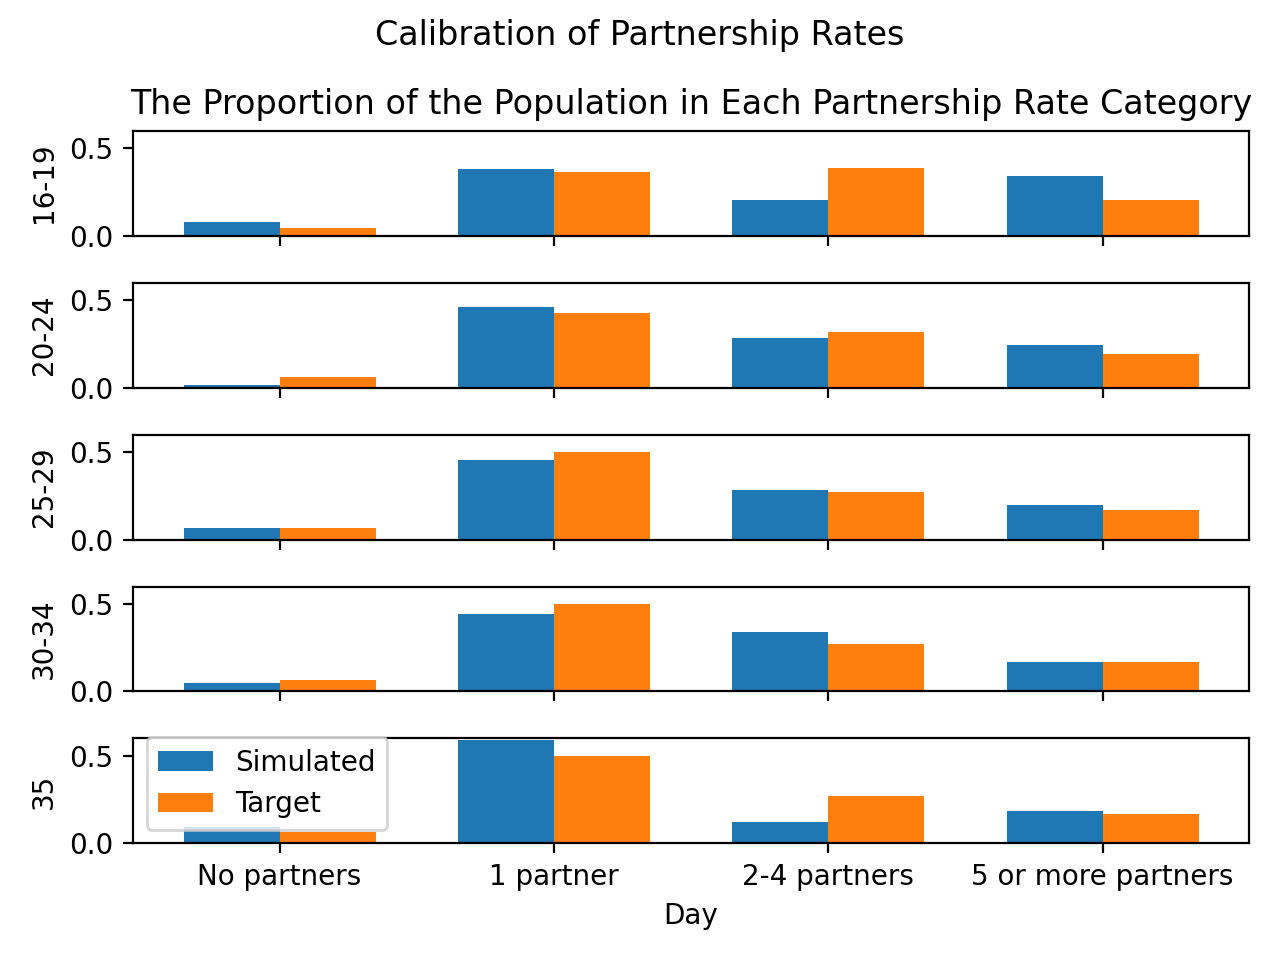 Calibration of Partnership Rates
The Proportion of the Population in Each Partnership Rate Category
0.5
16-19
0.0
0.5
20-24
0.0
0.5
25-29
0.0
0.5
30-34
0.0
0.5
35
0.0
Simulated
Target
No partners 1 partner 2-4 partners 5 or more partners
Day